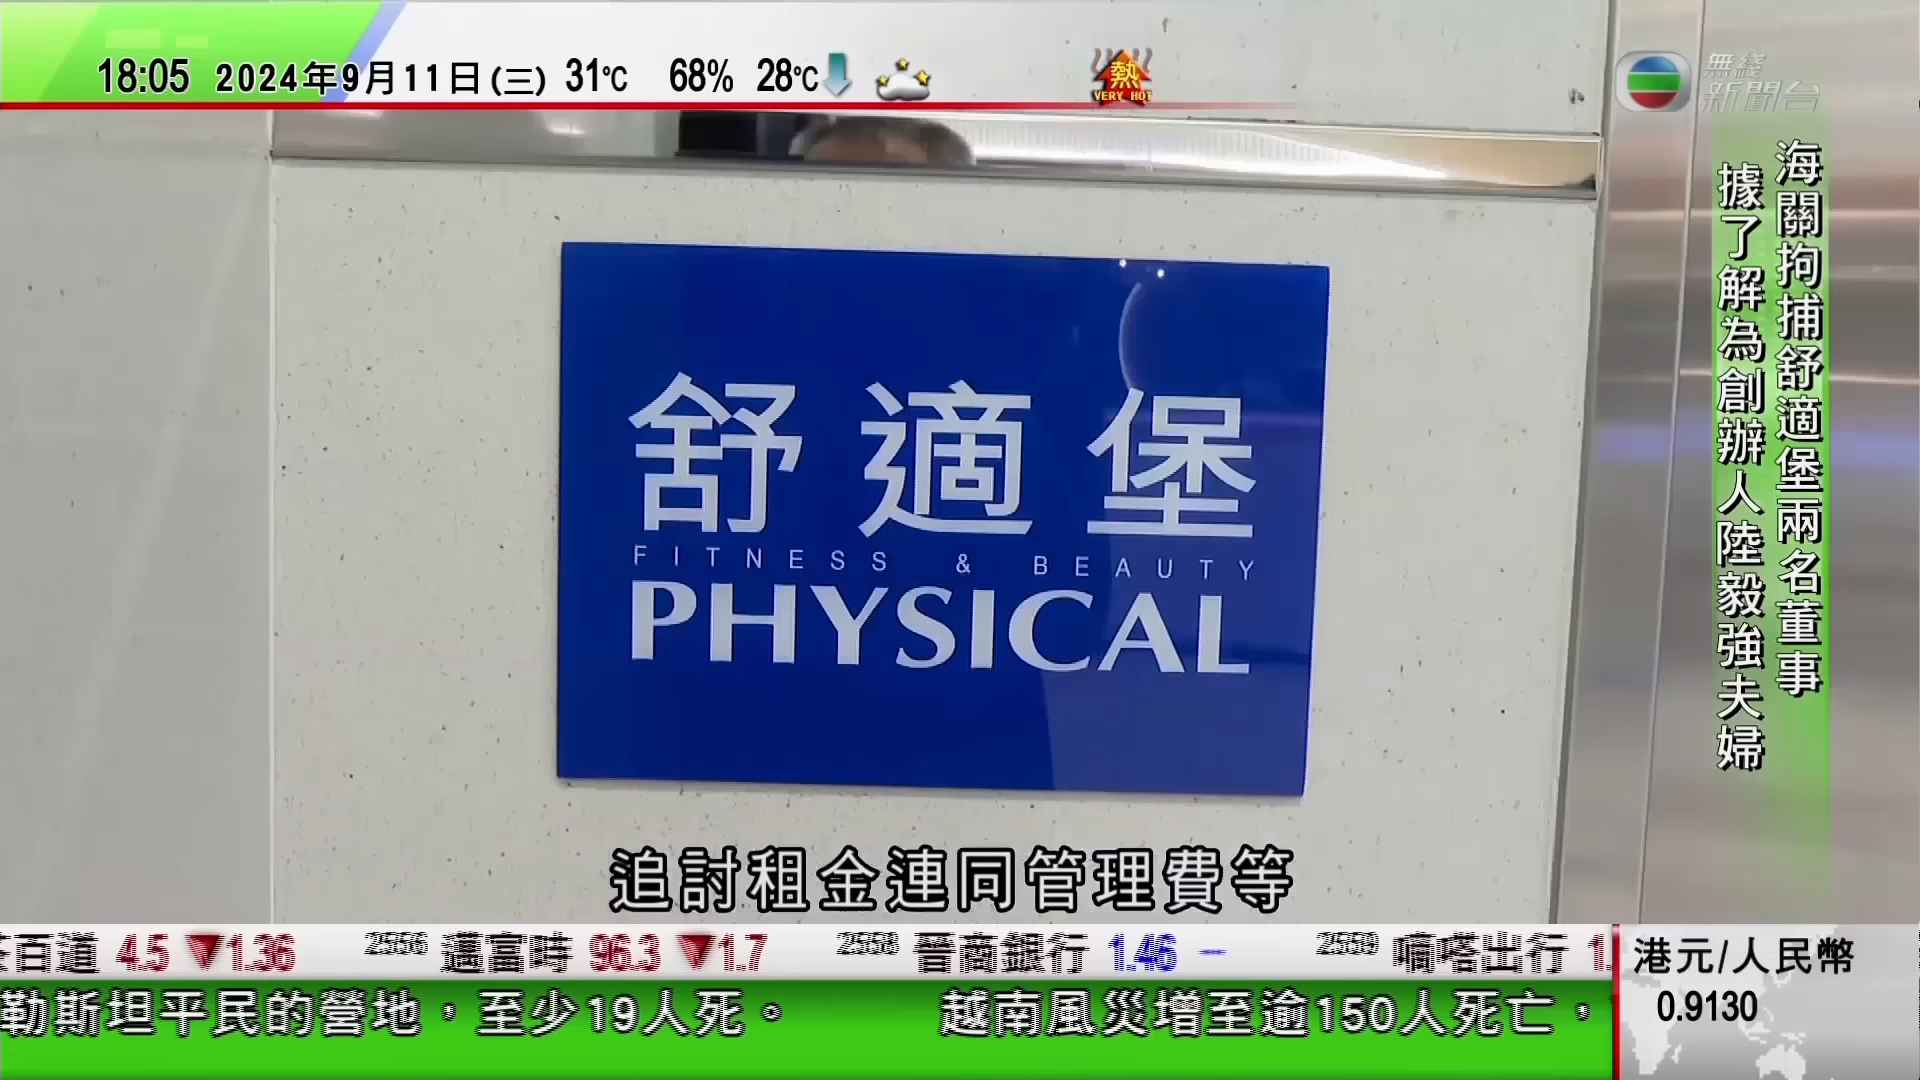 18:05 2024年9月11日(三) 31℃ 68% 28℃
熱
VERY HOT
無綫
新聞台
海關拘捕舒適堡兩名董事
據了解為創辦人陸毅強夫婦
舒適堡
FITNESS & BEAUTY
PHYSICAL
追討租金連同管理費等
百道 4.5 ▼1.36 2556 邁富時 96.3 ▼1.7 2558 晉商銀行 1.46 − 2559 嘀嗒出行 1.
港元/人民幣
0.9130
勒斯坦平民的營地，至少19人死。 越南風災增至逾150人死亡，